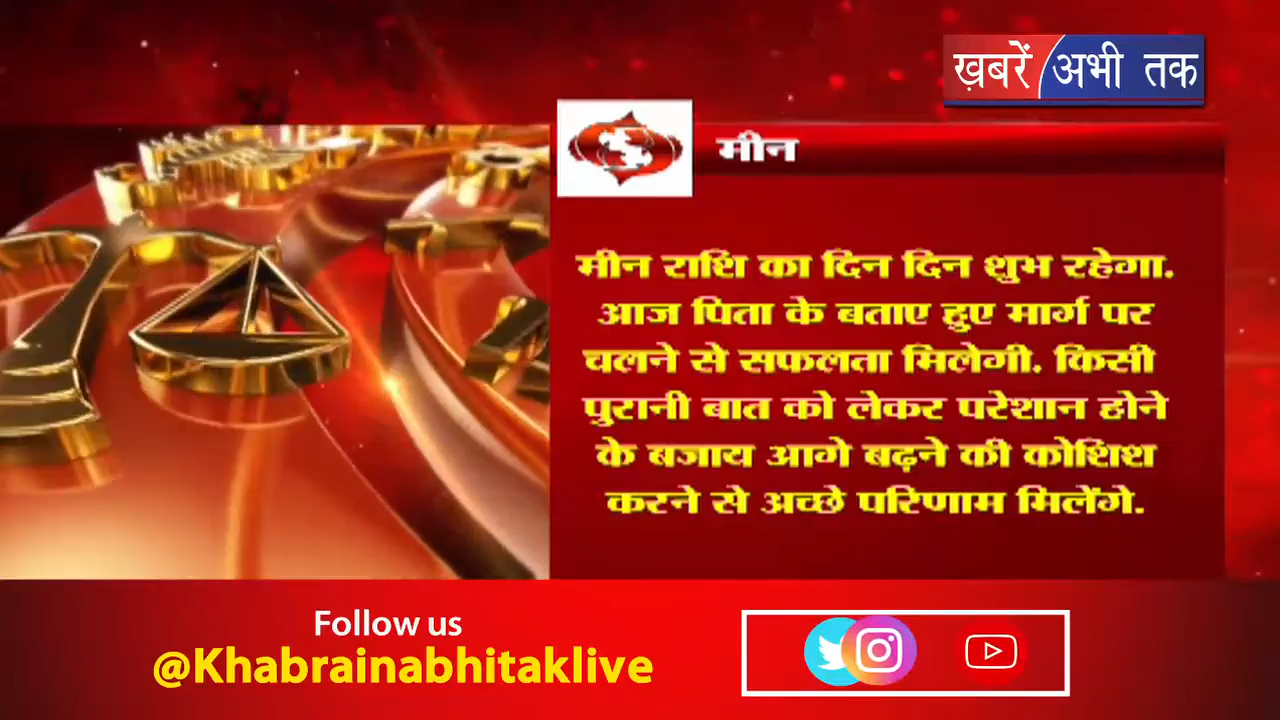 ख़बरें अभी तक
मीन
मीन राशि का दिन दिन शुभ रहेगा.
आज पिता के बताए हुए मार्ग पर
चलने से सफलता मिलेगी. किसी
पुरानी बात को लेकर परेशान होने
के बजाय आगे बढ़ने की कोशिश
करने से अच्छे परिणाम मिलेंगे.
Follow us
@Khabrainabhitaklive